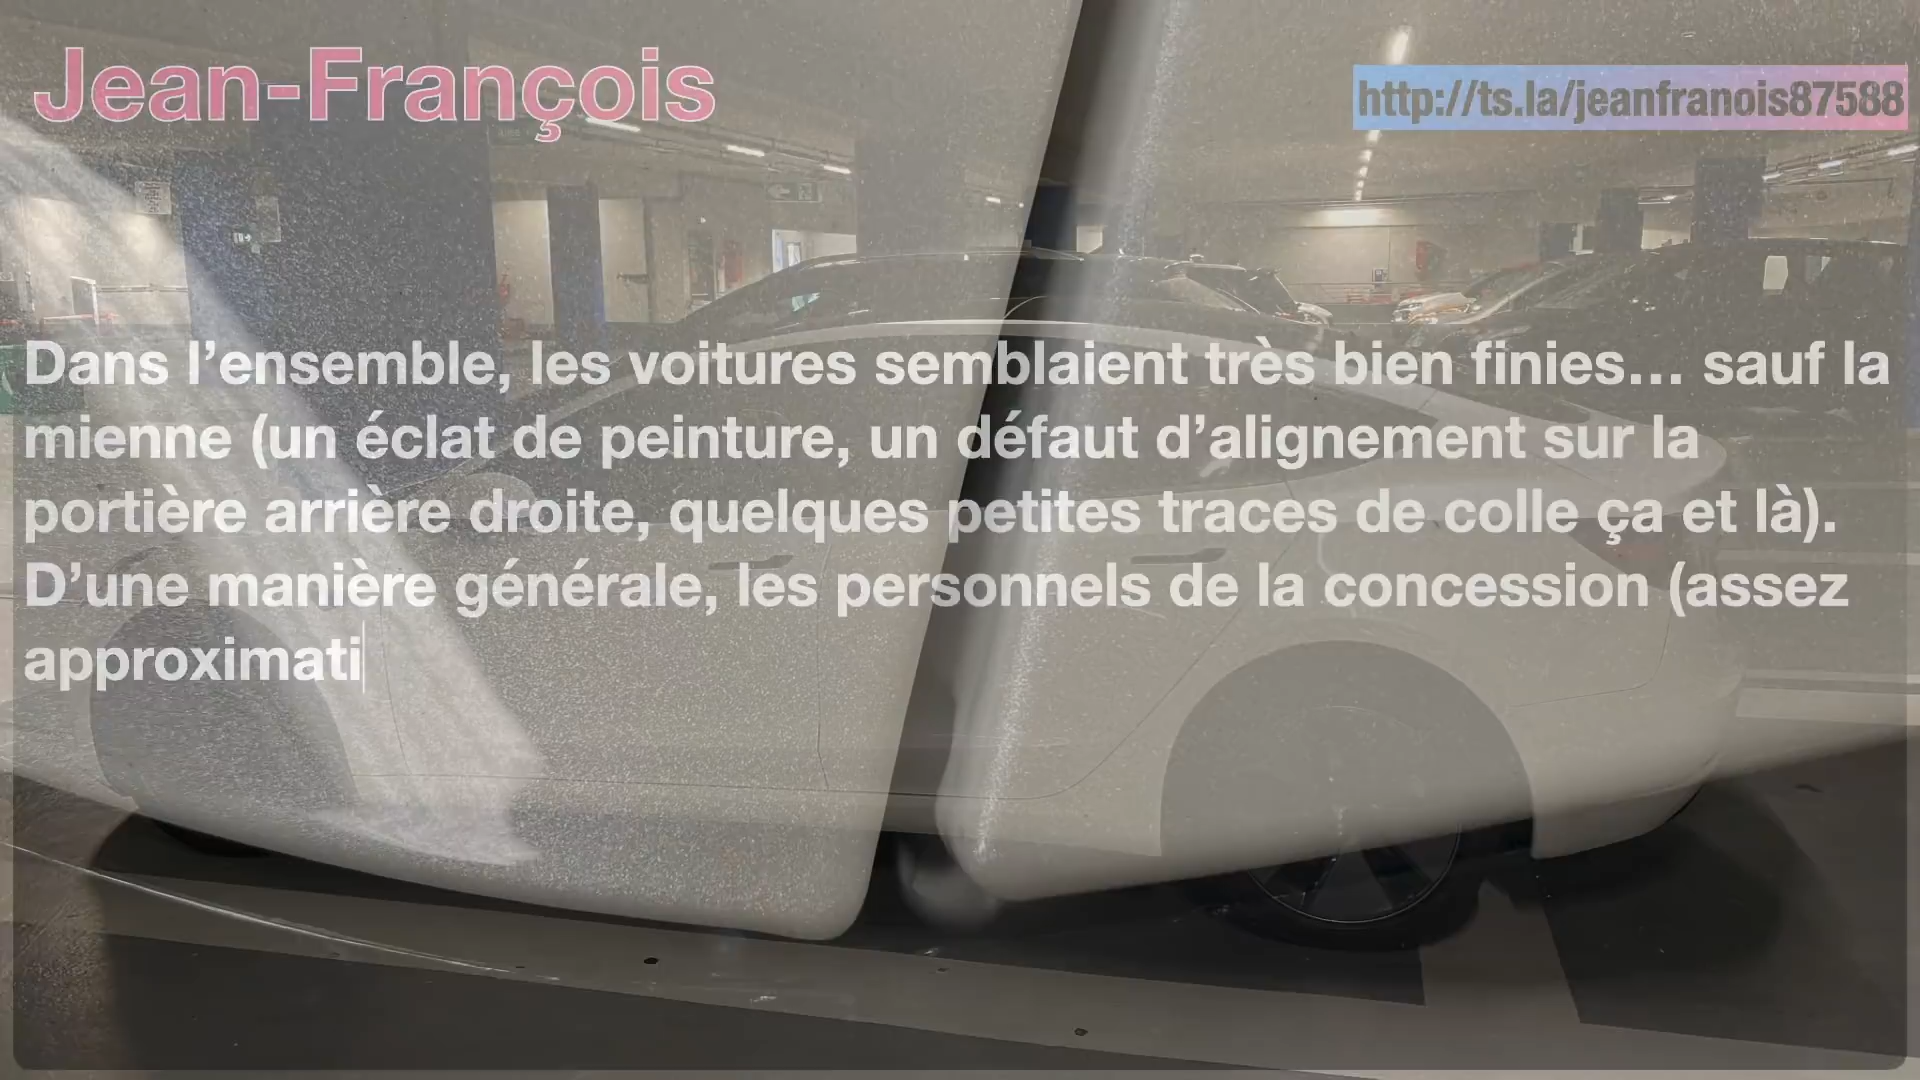 Jean-François
http://ts.la/jeanfranois87588
Dans l’ensemble, les voitures semblaient très bien finies… sauf la
mienne (un éclat de peinture, un défaut d’alignement sur la
portière arrière droite, quelques petites traces de colle ça et là).
D’une manière générale, les personnels de la concession (assez
approximati